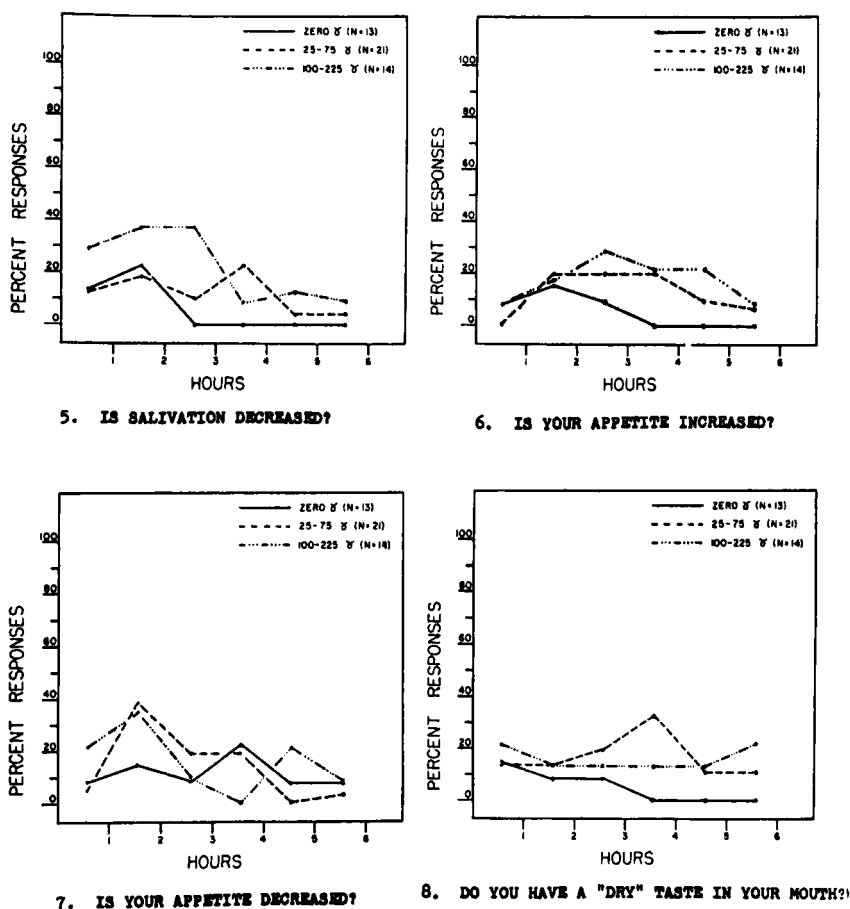 ZERO ɤ (N=13)
25-75 ɤ (N=21)
100-225 ɤ (N=14)
100
80
60
40
20
0
PERCENT RESPONSES
1 2 3 4 5 6
HOURS
5. IS SALIVATION DECREASED?
ZERO ɤ (N=13)
25-75 ɤ (N=21)
100-225 ɤ (N=14)
100
80
60
40
20
0
PERCENT RESPONSES
1 2 3 4 5 6
HOURS
6. IS YOUR APPETITE INCREASED?
ZERO ɤ (N=13)
25-75 ɤ (N=21)
100-225 ɤ (N=14)
100
80
60
40
20
0
PERCENT RESPONSES
1 2 3 4 5 6
HOURS
7. IS YOUR APPETITE DECREASED?
ZERO ɤ (N=13)
25-75 ɤ (N=21)
100-225 ɤ (N=14)
100
80
60
40
20
0
PERCENT RESPONSES
1 2 3 4 5 6
HOURS
8. DO YOU HAVE A "DRY" TASTE IN YOUR MOUTH?